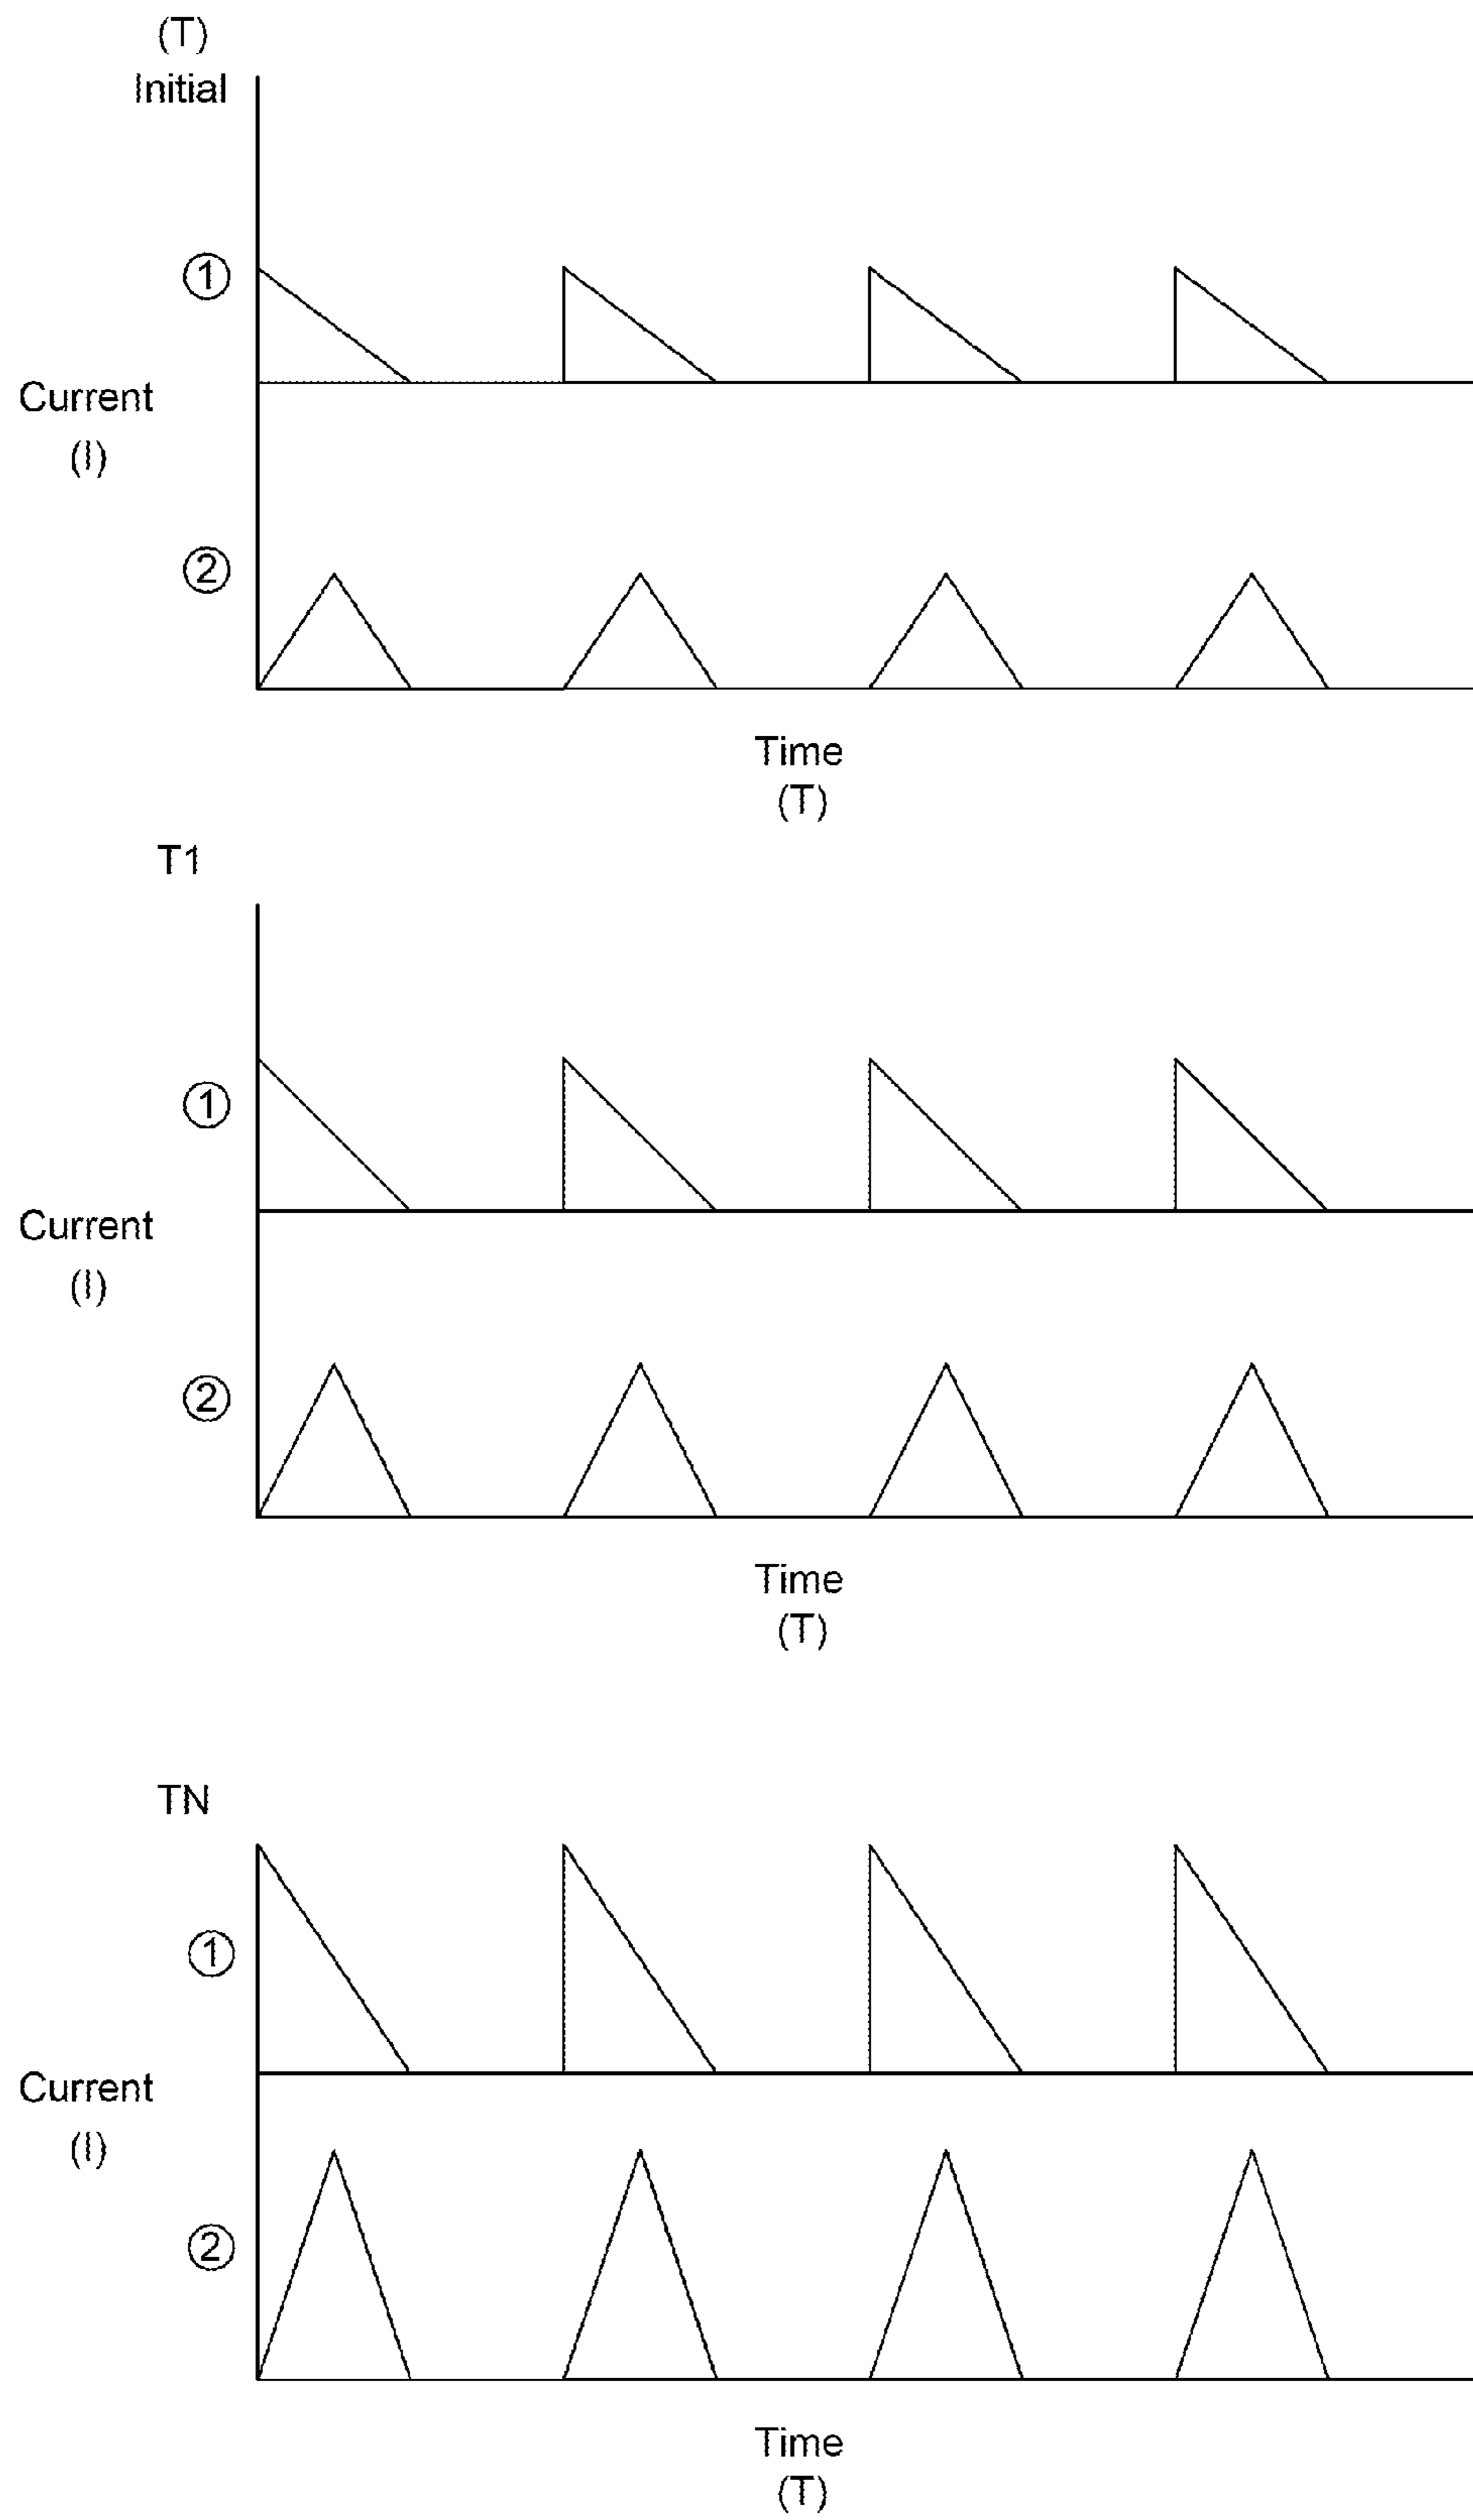 (T)
Initial
①
Current
(I)
②
Time
(T)
T1
①
Current
(I)
②
Time
(T)
TN
①
Current
(I)
②
Time
(T)